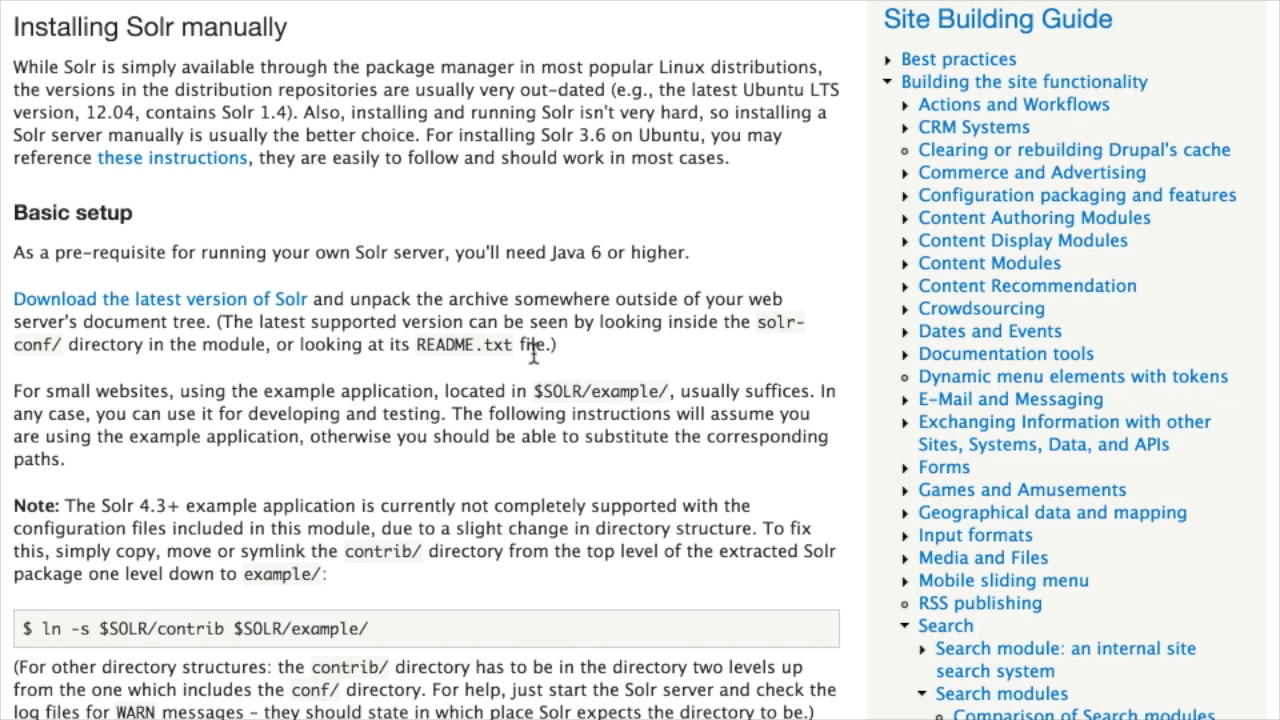 Installing Solr manually
While Solr is simply available through the package manager in most popular Linux distributions,
the versions in the distribution repositories are usually very out-dated (e.g., the latest Ubuntu LTS
version, 12.04, contains Solr 1.4). Also, installing and running Solr isn't very hard, so installing a
Solr server manually is usually the better choice. For installing Solr 3.6 on Ubuntu, you may
reference these instructions, they are easily to follow and should work in most cases.
Basic setup
As a pre-requisite for running your own Solr server, you'll need Java 6 or higher.
Download the latest version of Solr and unpack the archive somewhere outside of your web
server's document tree. (The latest supported version can be seen by looking inside the solr-
conf/ directory in the module, or looking at its README.txt file.)
For small websites, using the example application, located in $SOLR/example/, usually suffices. In
any case, you can use it for developing and testing. The following instructions will assume you
are using the example application, otherwise you should be able to substitute the corresponding
paths.
Note: The Solr 4.3+ example application is currently not completely supported with the
configuration files included in this module, due to a slight change in directory structure. To fix
this, simply copy, move or symlink the contrib/ directory from the top level of the extracted Solr
package one level down to example/:
$ ln -s $SOLR/contrib $SOLR/example/
(For other directory structures: the contrib/ directory has to be in the directory two levels up
from the one which includes the conf/ directory. For help, just start the Solr server and check the
log files for WARN messages – they should state in which place Solr expects the directory to be.)
Site Building Guide
Best practices
Building the site functionality
Actions and Workflows
CRM Systems
Clearing or rebuilding Drupal's cache
Commerce and Advertising
Configuration packaging and features
Content Authoring Modules
Content Display Modules
Content Modules
Content Recommendation
Crowdsourcing
Dates and Events
Documentation tools
Dynamic menu elements with tokens
E-Mail and Messaging
Exchanging Information with other
Sites, Systems, Data, and APIs
Forms
Games and Amusements
Geographical data and mapping
Input formats
Media and Files
Mobile sliding menu
RSS publishing
Search
Search module: an internal site
search system
Search modules
Comparison of Search modules